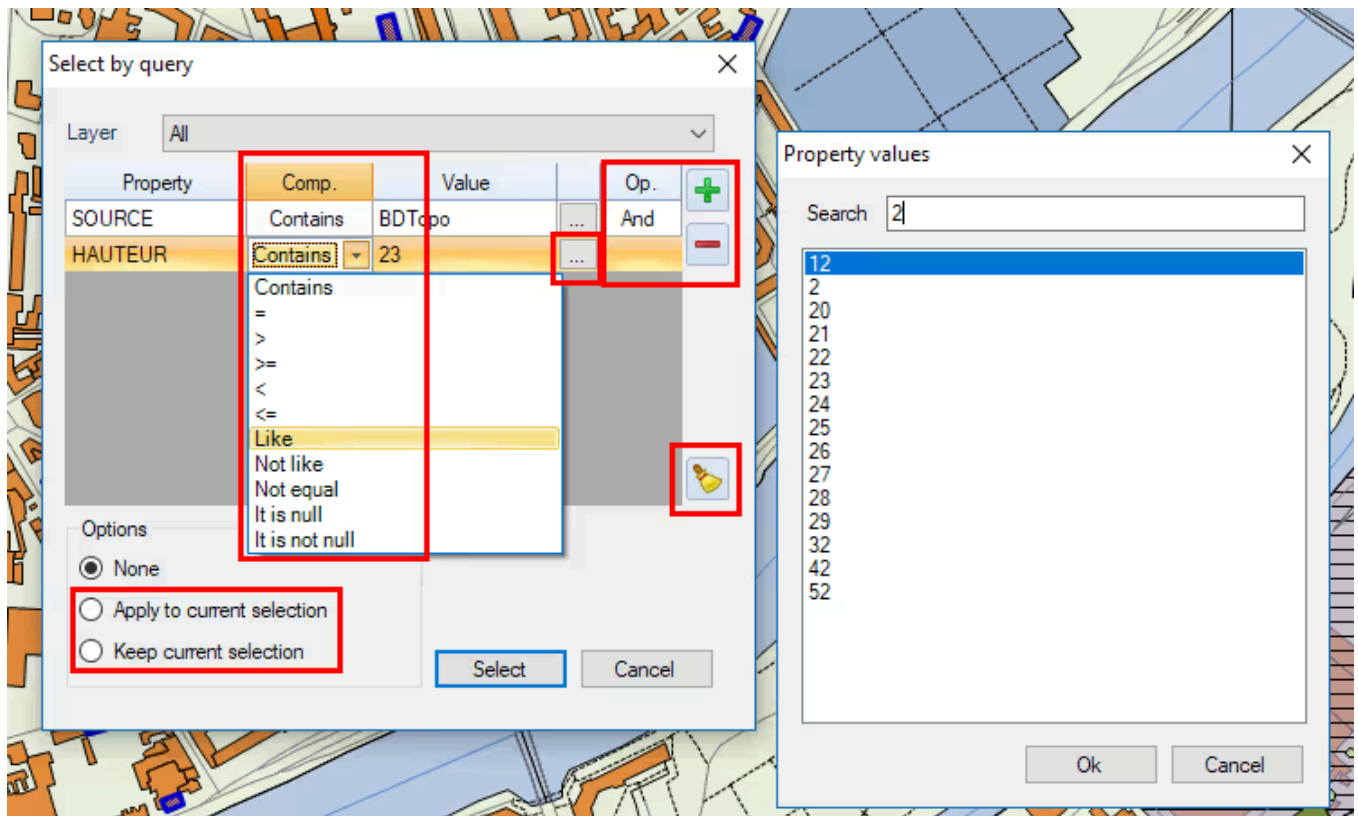 Select by query
Layer All
Property Comp. Value Op.
SOURCE Contains BDTopo ... And
HAUTEUR Contains 23 ...
Contains
=
>
>=
<
<=
Like
Not like
Not equal
It is null
It is not null
Options
None
Apply to current selection
Keep current selection
Select Cancel
Property values
Search 2
12
2
20
21
22
23
24
25
26
27
28
29
32
42
52
Ok Cancel